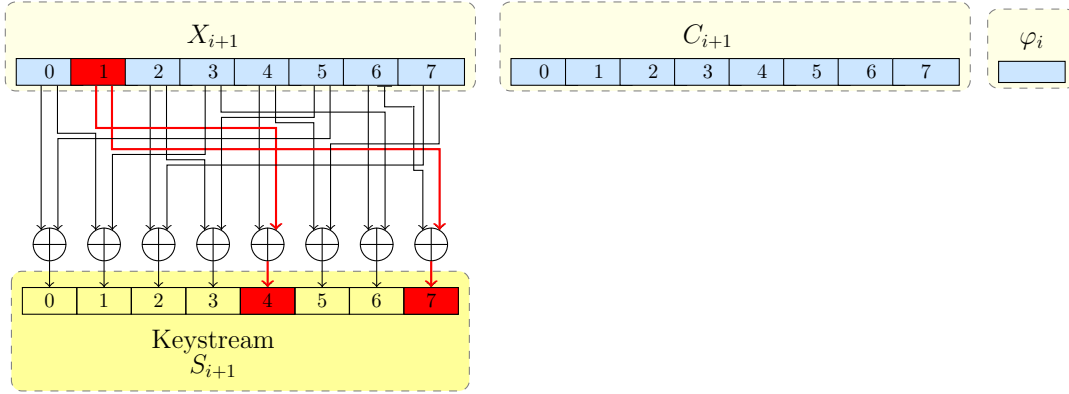 X_{i+1} C_{i+1} φ_i
0 1 2 3 4 5 6 7 0 1 2 3 4 5 6 7
0 1 2 3 4 5 6 7
Keystream
S_{i+1}